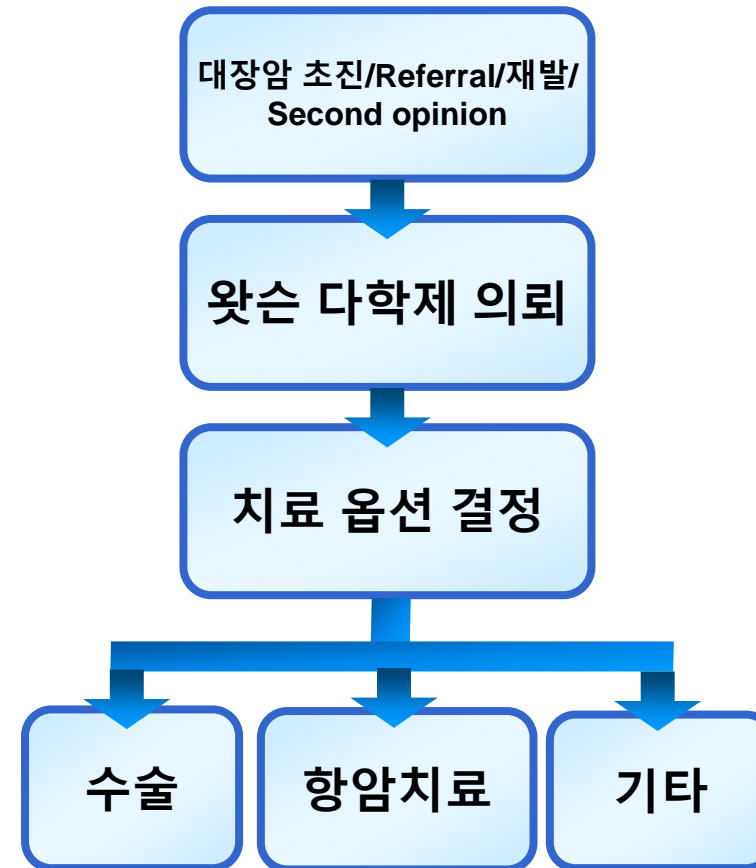 대장암 초진/Referral/재발/
Second opinion
왓슨 다학제 의뢰
치료 옵션 결정
수술
항암치료
기타